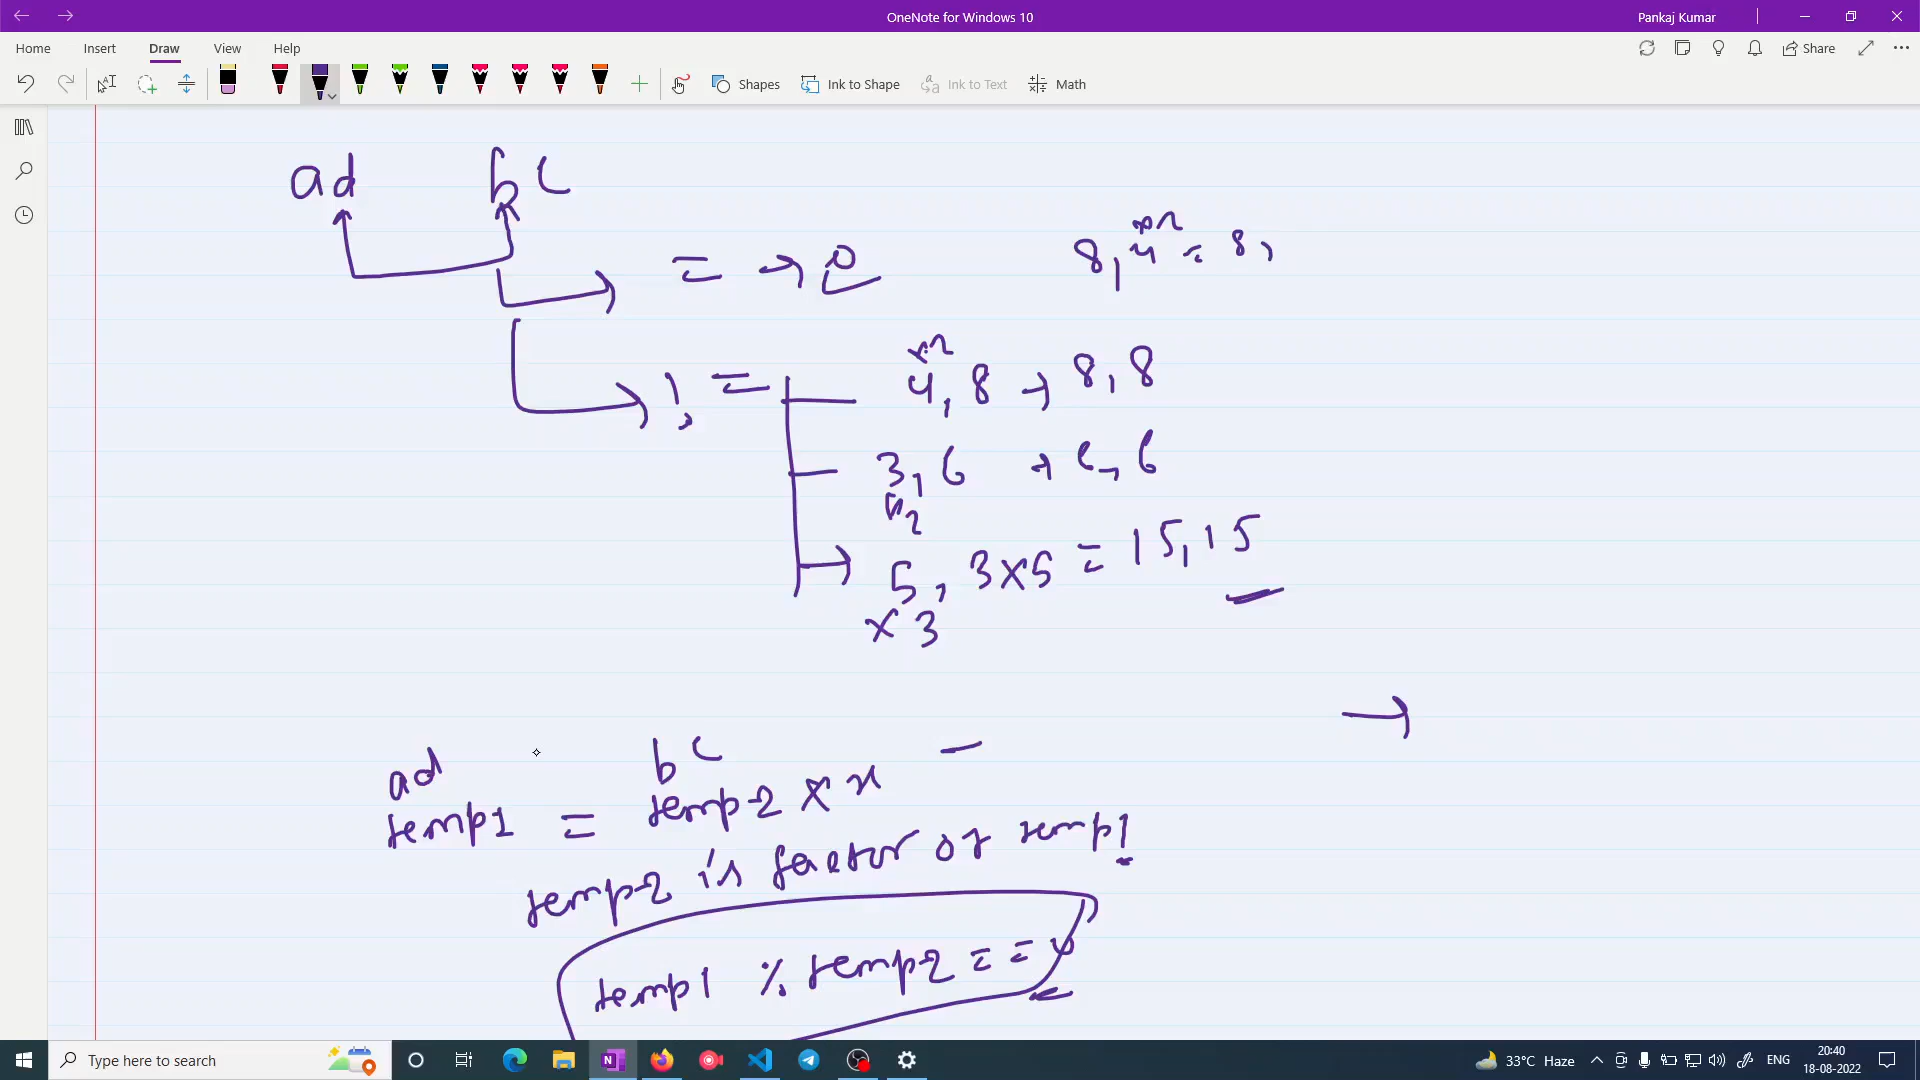 OneNote for Windows 10
Pankaj Kumar
Home Insert Draw View Help
Share
Shapes Ink to Shape Ink to Text Math
ad bc
= → 0
8, 4 = 8,
! =
4, 8 → 8, 8
3, 6 → 6, 6
x2
5, 3x5 = 15, 15
x 3
→
ad bc
temp1 = temp2 x x
temp2 is factor of temp1
temp1 % temp2 == 0
Type here to search
33°C Haze
ENG
20:40
18-08-2022